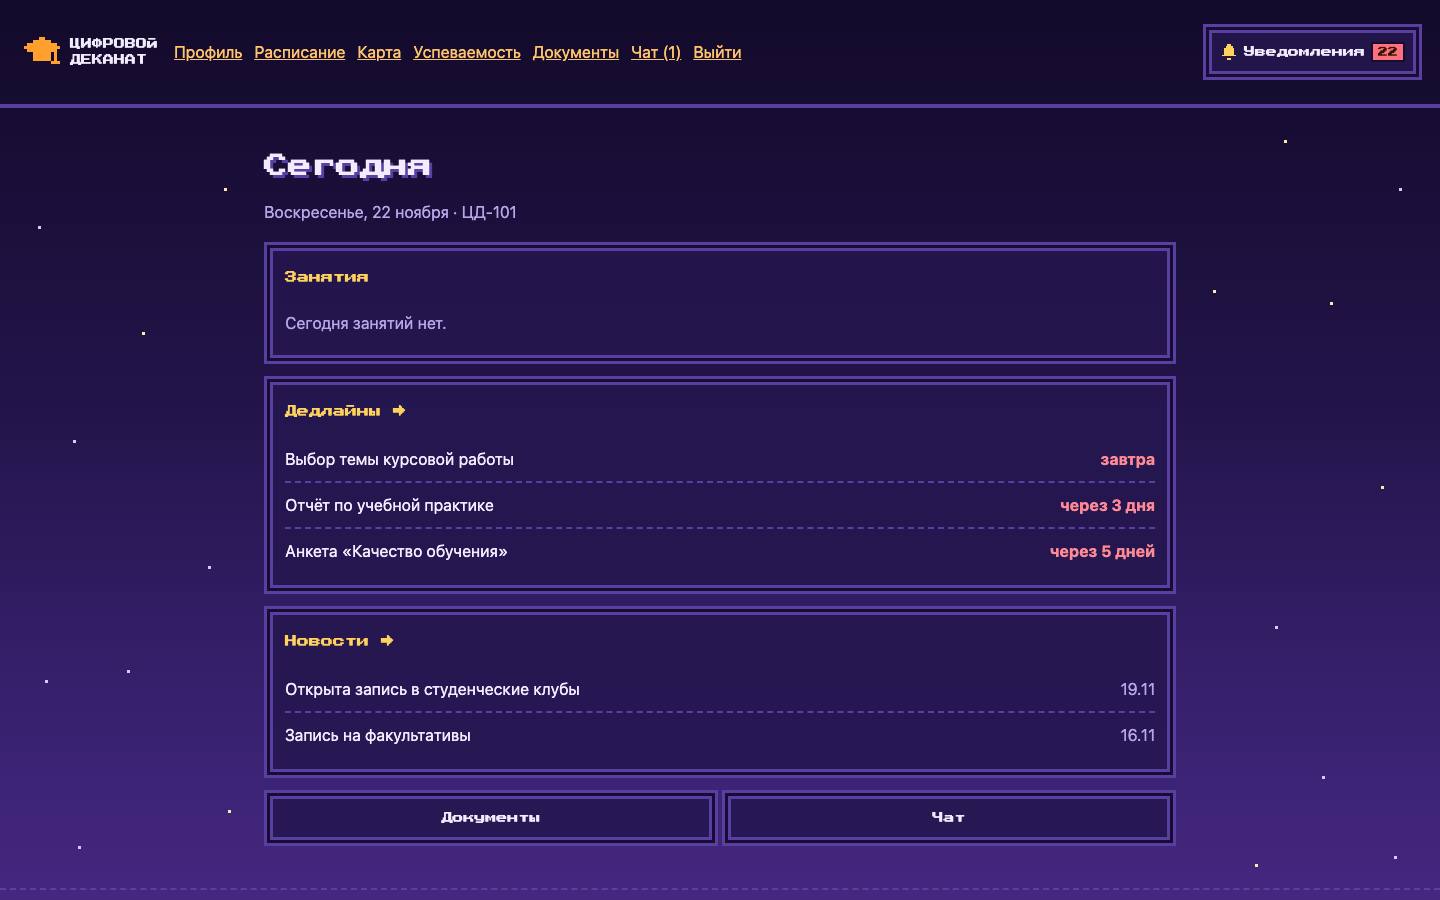 ЦИФРОВОЙ
ДЕКАНАТ
Профиль Расписание Карта Успеваемость Документы Чат (1) Выйти
Уведомления 22
Сегодня
Воскресенье, 22 ноября · ЦД-101
Занятия
Сегодня занятий нет.
Дедлайны →
Выбор темы курсовой работы завтра
Отчёт по учебной практике через 3 дня
Анкета «Качество обучения» через 5 дней
Новости →
Открыта запись в студенческие клубы 19.11
Запись на факультативы 16.11
Документы Чат